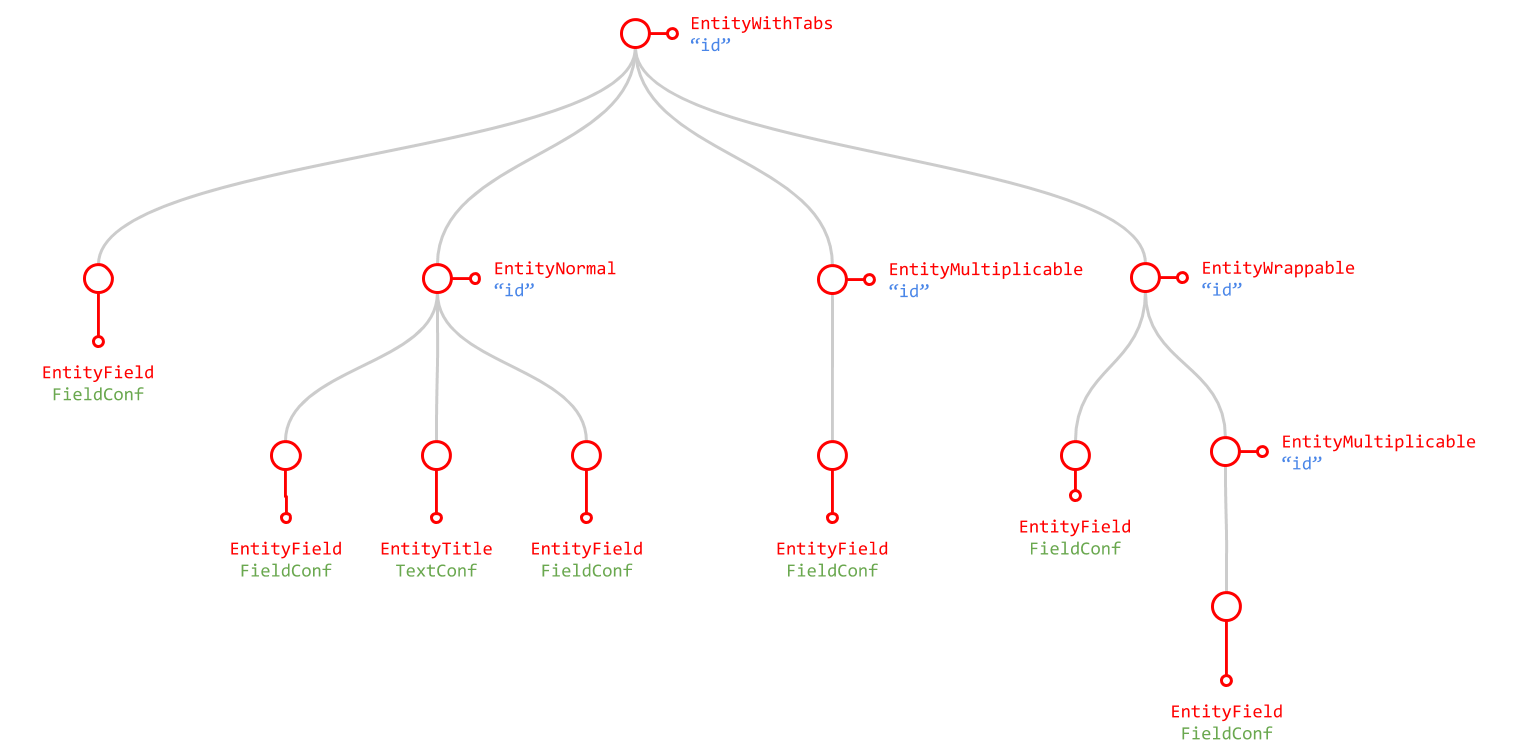 EntityWithTabs
“id”
EntityNormal
“id”
EntityMultiplicable
“id”
EntityWrappable
“id”
EntityField
FieldConf
EntityMultiplicable
“id”
EntityField
FieldConf
EntityField
FieldConf
EntityTitle
TextConf
EntityField
FieldConf
EntityField
FieldConf
EntityField
FieldConf